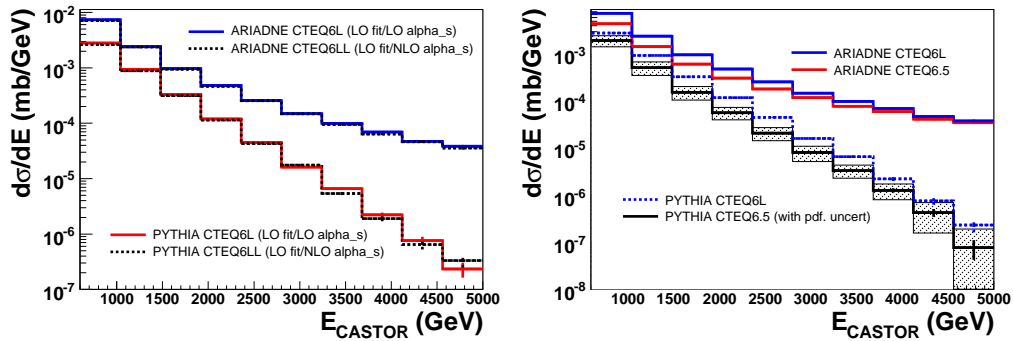 dσ/dE (mb/GeV)
10^-2
10^-3
10^-4
10^-5
10^-6
10^-7
ARIADNE CTEQ6L (LO fit/LO alpha_s)
ARIADNE CTEQ6LL (LO fit/NLO alpha_s)
PYTHIA CTEQ6L (LO fit/LO alpha_s)
PYTHIA CTEQ6LL (LO fit/NLO alpha_s)
1000 1500 2000 2500 3000 3500 4000 4500 5000
E_CASTOR (GeV)
dσ/dE (mb/GeV)
10^-3
10^-4
10^-5
10^-6
10^-7
10^-8
ARIADNE CTEQ6L
ARIADNE CTEQ6.5
PYTHIA CTEQ6L
PYTHIA CTEQ6.5 (with pdf. uncert)
1000 1500 2000 2500 3000 3500 4000 4500 5000
E_CASTOR (GeV)